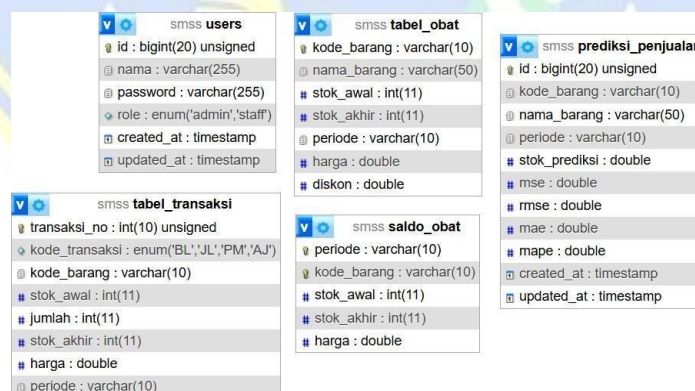 smss users
id : bigint(20) unsigned
nama : varchar(255)
password : varchar(255)
role : enum('admin','staff')
created_at : timestamp
updated_at : timestamp
smss tabel_obat
kode_barang : varchar(10)
nama_barang : varchar(50)
stok_awal : int(11)
stok_akhir : int(11)
periode : varchar(10)
harga : double
diskon : double
smss prediksi_penjualan
id : bigint(20) unsigned
kode_barang : varchar(10)
nama_barang : varchar(50)
periode : varchar(10)
stok_prediksi : double
mse : double
rmse : double
mae : double
mape : double
created_at : timestamp
updated_at : timestamp
smss tabel_transaksi
transaksi_no : int(10) unsigned
kode_transaksi : enum('BL','JL','PM','AJ')
kode_barang : varchar(10)
stok_awal : int(11)
jumlah : int(11)
stok_akhir : int(11)
harga : double
periode : varchar(10)
smss saldo_obat
periode : varchar(10)
kode_barang : varchar(10)
stok_awal : int(11)
stok_akhir : int(11)
harga : double